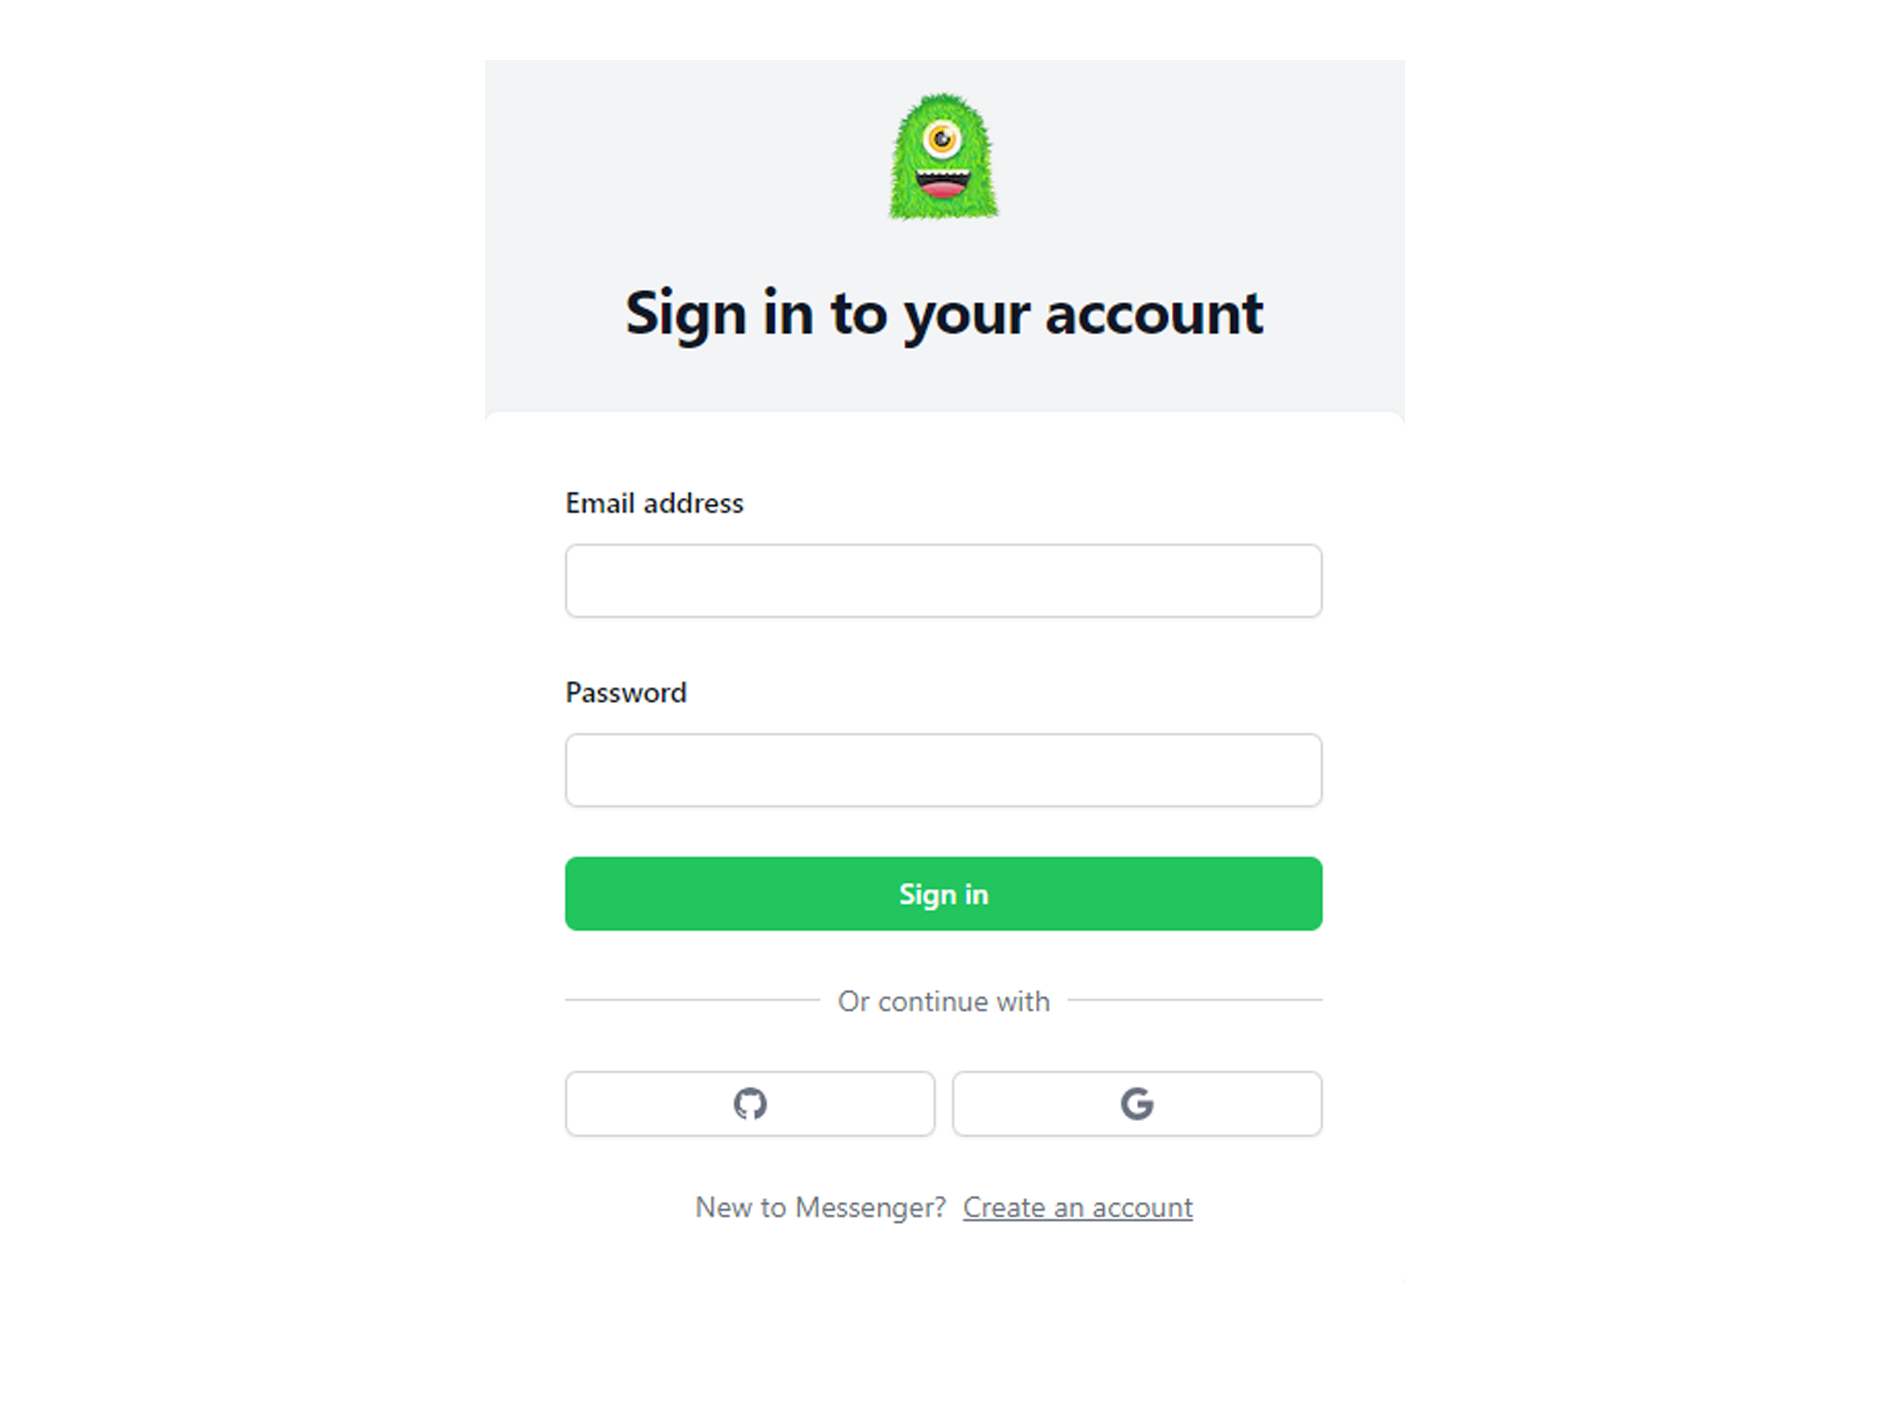 Sign in to your account
Email address
Password
Sign in
Or continue with
New to Messenger? Create an account